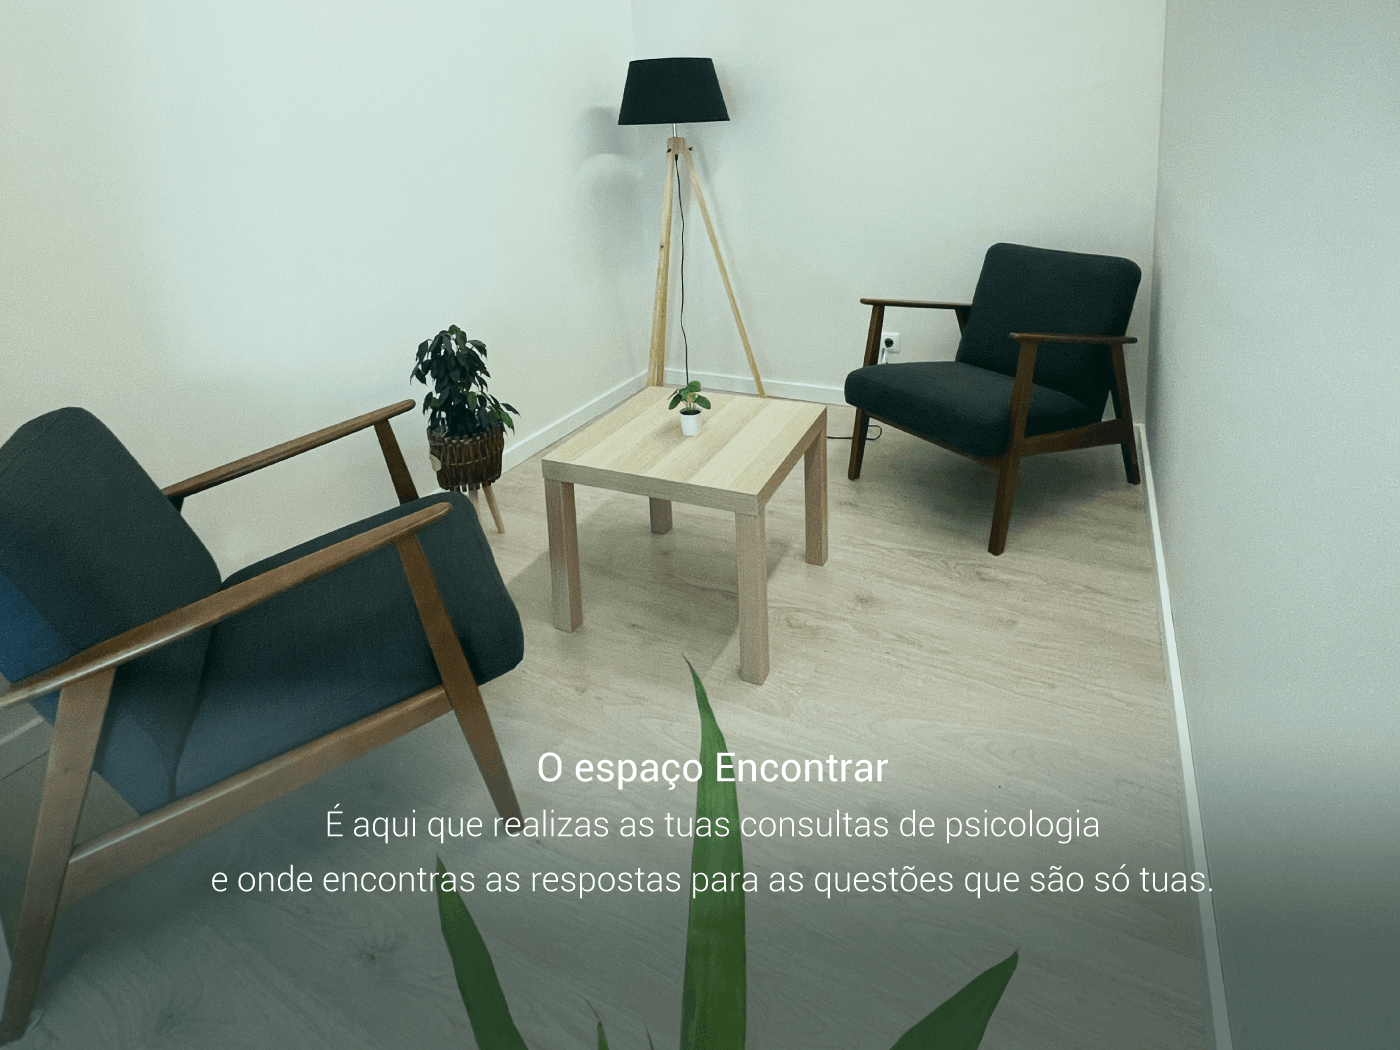 O espaço Encontrar
É aqui que realizas as tuas consultas de psicologia
e onde encontras as respostas para as questões que são só tuas.